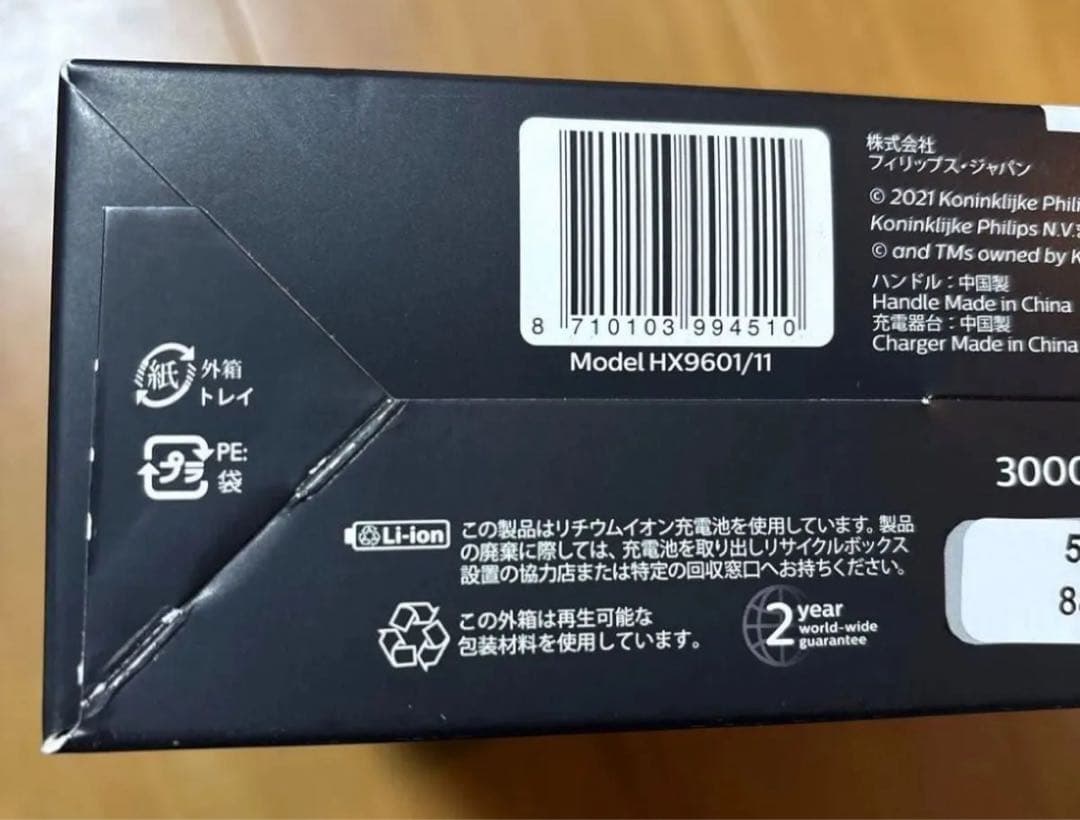 8 710103 994510
Model HX9601/11
株式会社
フィリップス・ジャパン
© 2021 Koninklijke
Koninklijke Philips N.V.
© and TMs owned by
ハンドル：中国製
Handle Made in China
充電器台：中国製
Charger Made in China
紙 外箱
トレイ
プラ PE:
袋
3000
Li-ion
この製品はリチウムイオン充電池を使用しています。製品
の廃棄に際しては、充電池を取り出しリサイクルボックス
設置の協力店または特定の回収窓口へお持ちください。
この外箱は再生可能な
包装材料を使用しています。
2 year
world-wide
guarantee